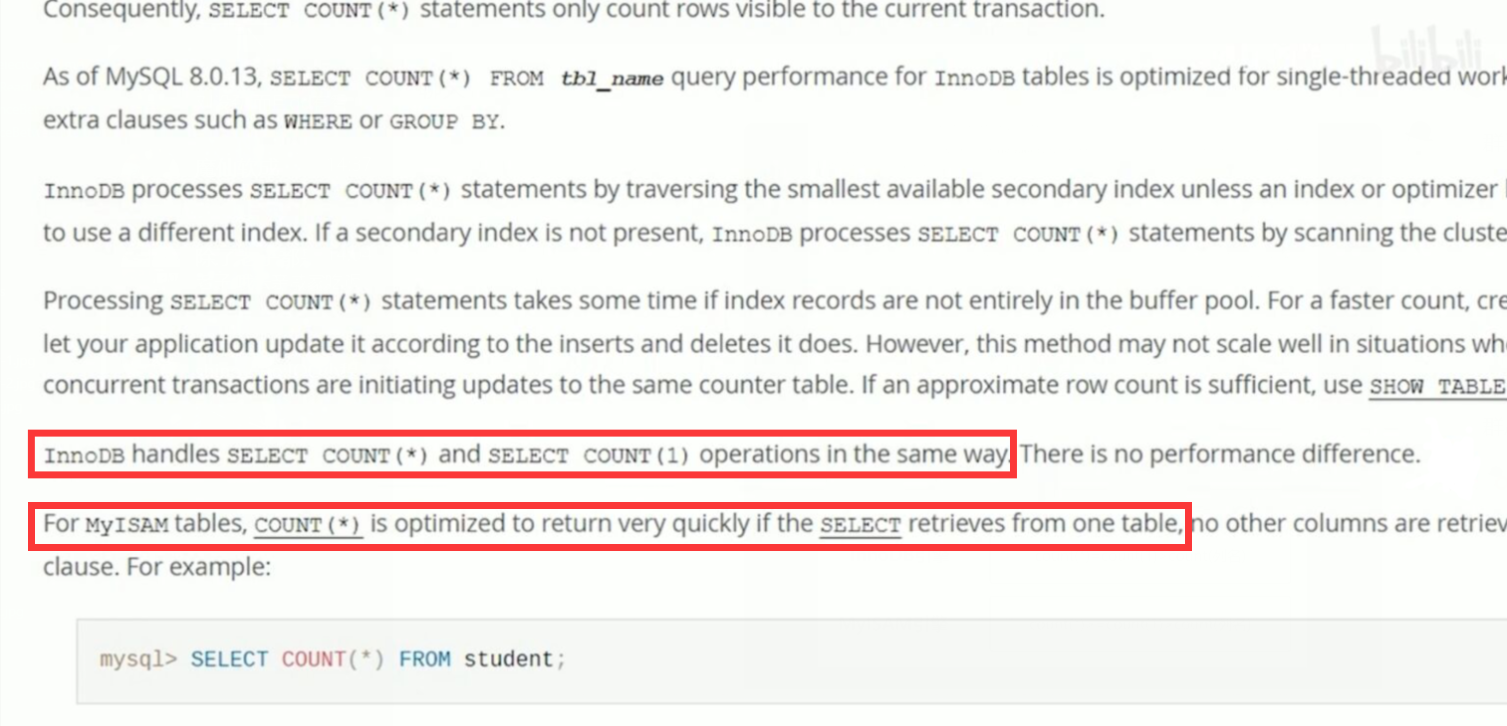 Consequently, SELECT COUNT(*) statements only count rows visible to the current transaction.
bilibili
As of MySQL 8.0.13, SELECT COUNT(*) FROM tbl_name query performance for InnoDB tables is optimized for single-threaded work
extra clauses such as WHERE or GROUP BY.
InnoDB processes SELECT COUNT(*) statements by traversing the smallest available secondary index unless an index or optimizer
to use a different index. If a secondary index is not present, InnoDB processes SELECT COUNT(*) statements by scanning the cluste
Processing SELECT COUNT(*) statements takes some time if index records are not entirely in the buffer pool. For a faster count, cre
let your application update it according to the inserts and deletes it does. However, this method may not scale well in situations whe
concurrent transactions are initiating updates to the same counter table. If an approximate row count is sufficient, use SHOW TABLE
InnoDB handles SELECT COUNT(*) and SELECT COUNT(1) operations in the same way. There is no performance difference.
For MyISAM tables, COUNT(*) is optimized to return very quickly if the SELECT retrieves from one table, no other columns are retriev
clause. For example:
mysql> SELECT COUNT(*) FROM student;